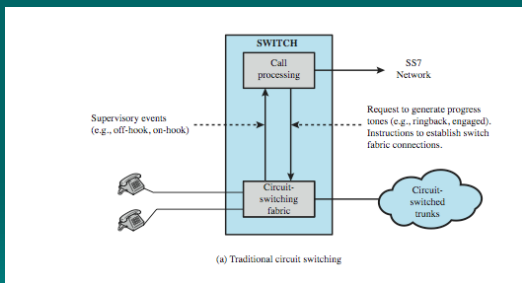 SWITCH
Call
processing
SS7
Network
Supervisory events
(e.g., off-hook, on-hook)
Request to generate progress
tones (e.g., ringback, engaged).
Instructions to establish switch
fabric connections.
Circuit-
switching
fabric
Circuit-
switched
trunks
(a) Traditional circuit switching